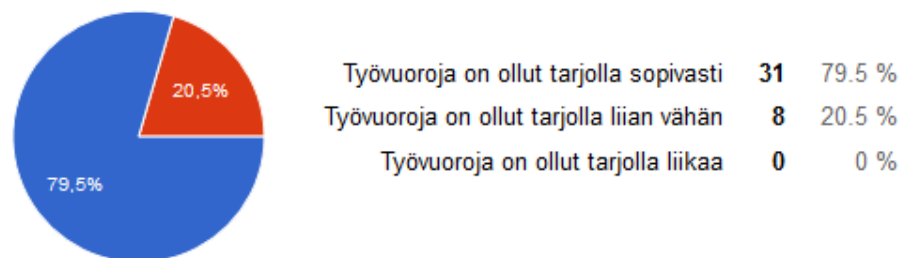 20,5%
79,5%
Työvuoroja on ollut tarjolla sopivasti 31 79.5 %
Työvuoroja on ollut tarjolla liian vähän 8 20.5 %
Työvuoroja on ollut tarjolla liikaa 0 0 %